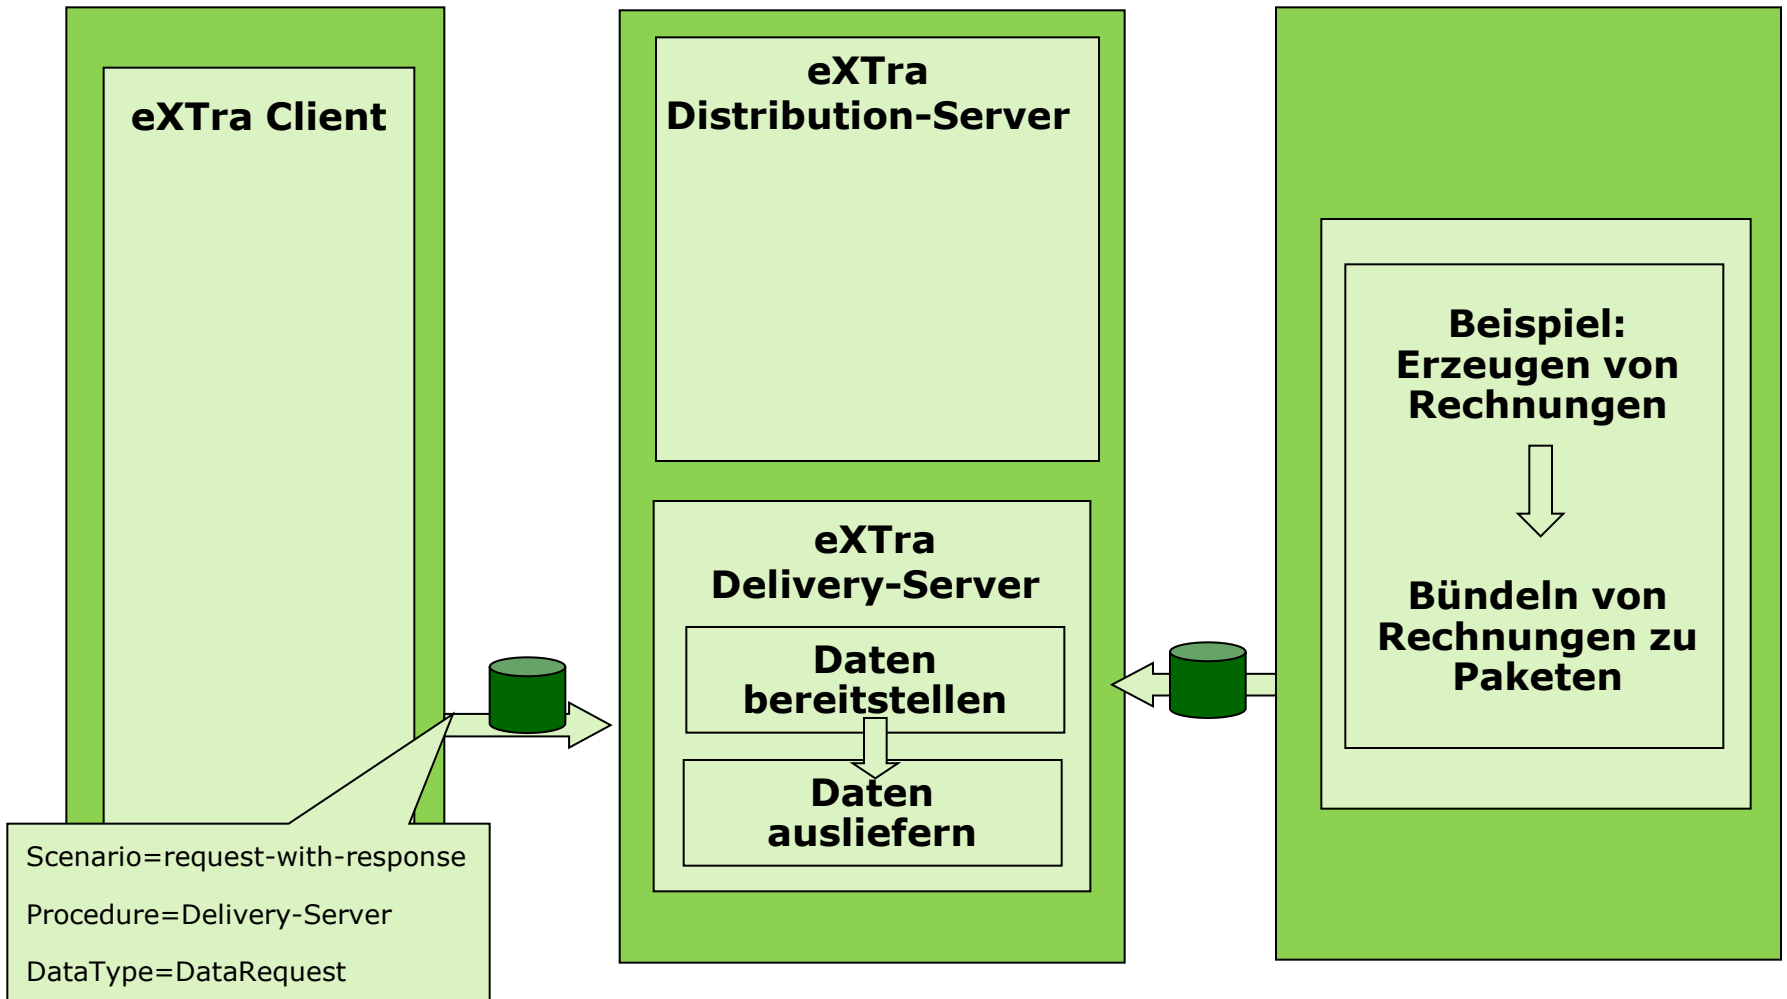 eXTra Client
eXTra
Distribution-Server
eXTra
Delivery-Server
Daten
bereitstellen
Daten
ausliefern
Beispiel:
Erzeugen von
Rechnungen
Bündeln von
Rechnungen zu
Paketen
Scenario=request-with-response
Procedure=Delivery-Server
DataType=DataRequest